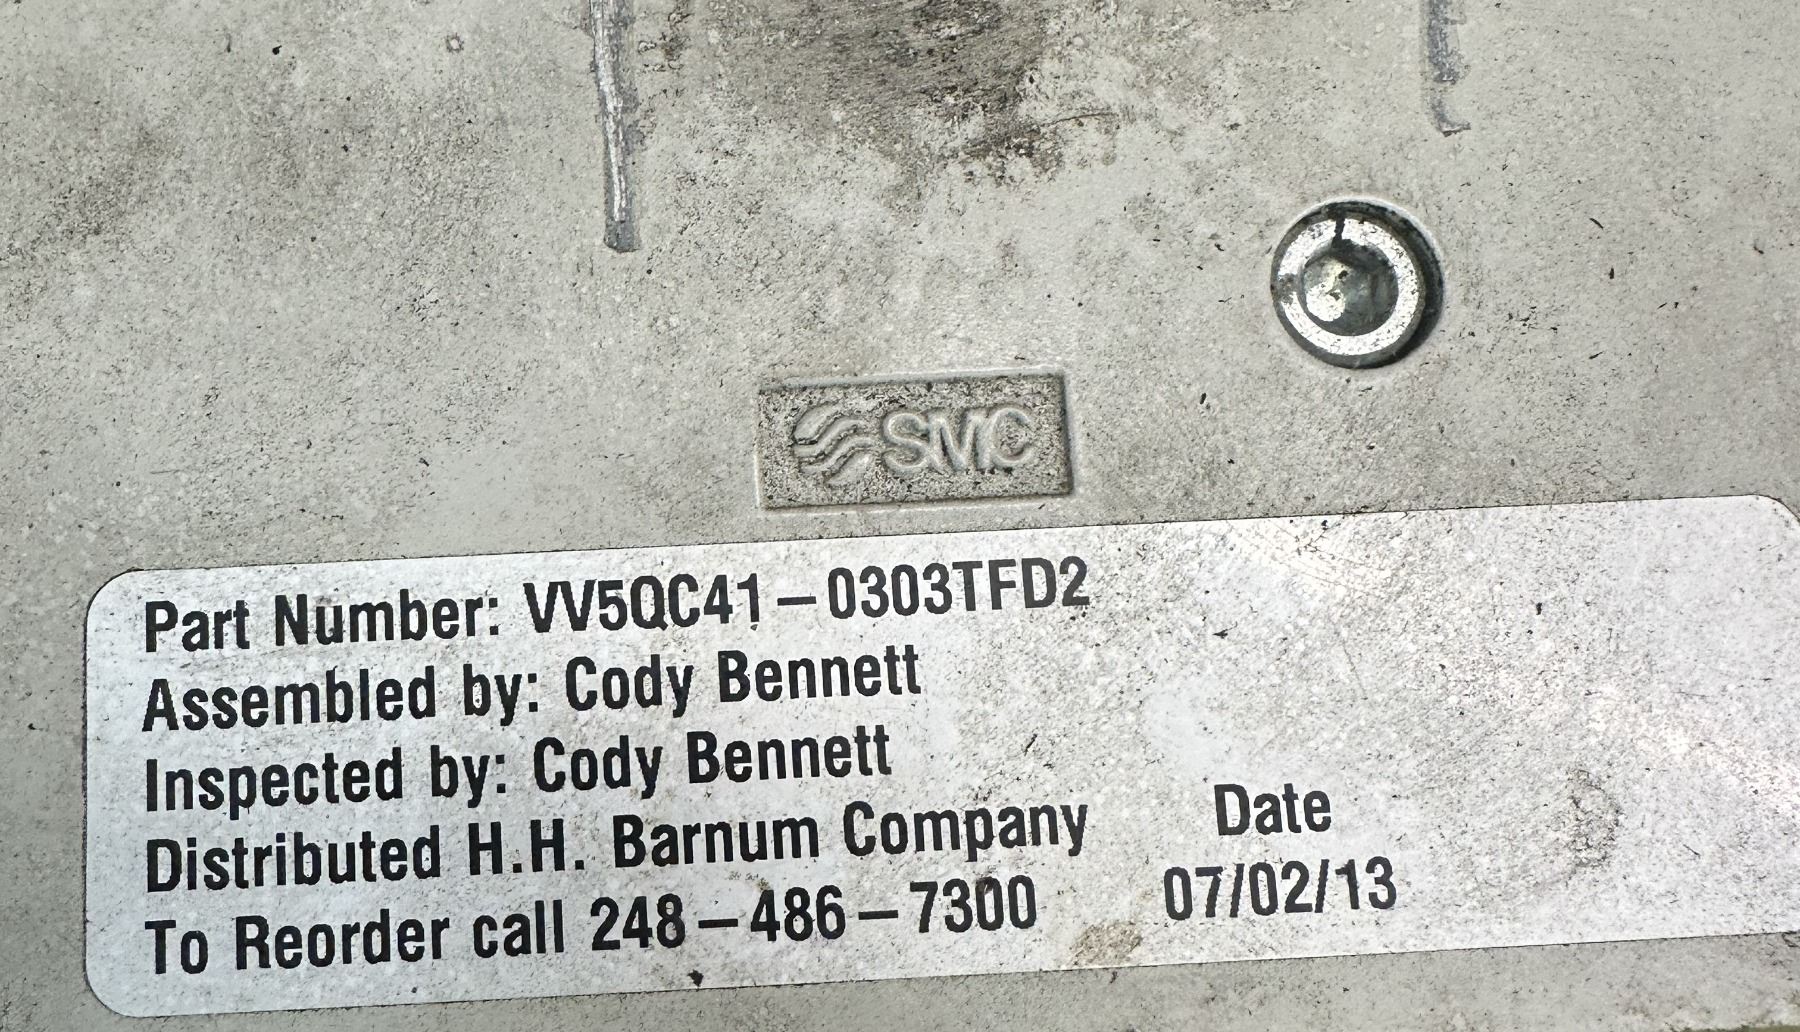 SMC
Part Number: VV5QC41-0303TFD2
Assembled by: Cody Bennett
Inspected by: Cody Bennett
Distributed H.H. Barnum Company
Date
To Reorder call 248-486-7300
07/02/13